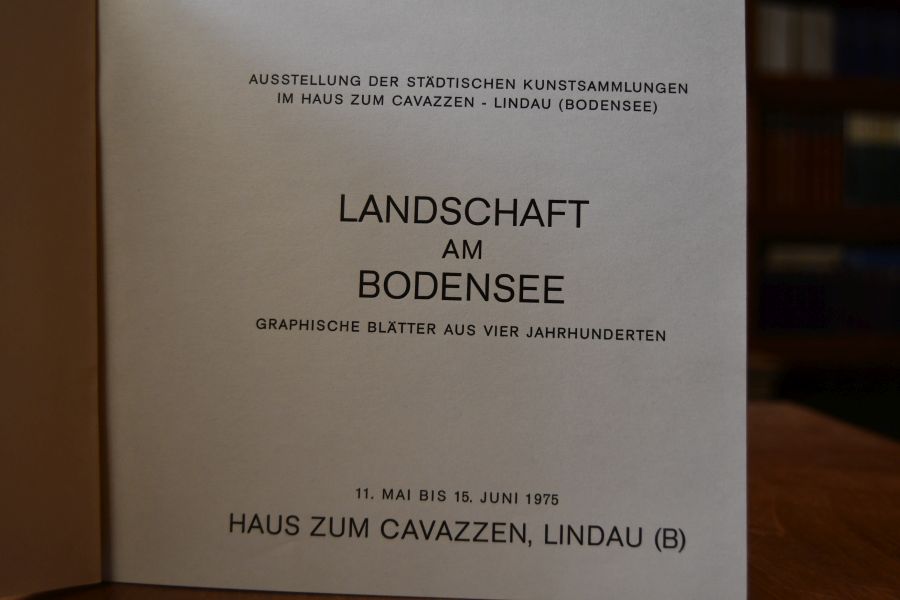 AUSSTELLUNG DER STÄDTISCHEN KUNSTSAMMLUNGEN
IM HAUS ZUM CAVAZZEN - LINDAU (BODENSEE)
LANDSCHAFT
AM
BODENSEE
GRAPHISCHE BLÄTTER AUS VIER JAHRHUNDERTEN
11. MAI BIS 15. JUNI 1975
HAUS ZUM CAVAZZEN, LINDAU (B)